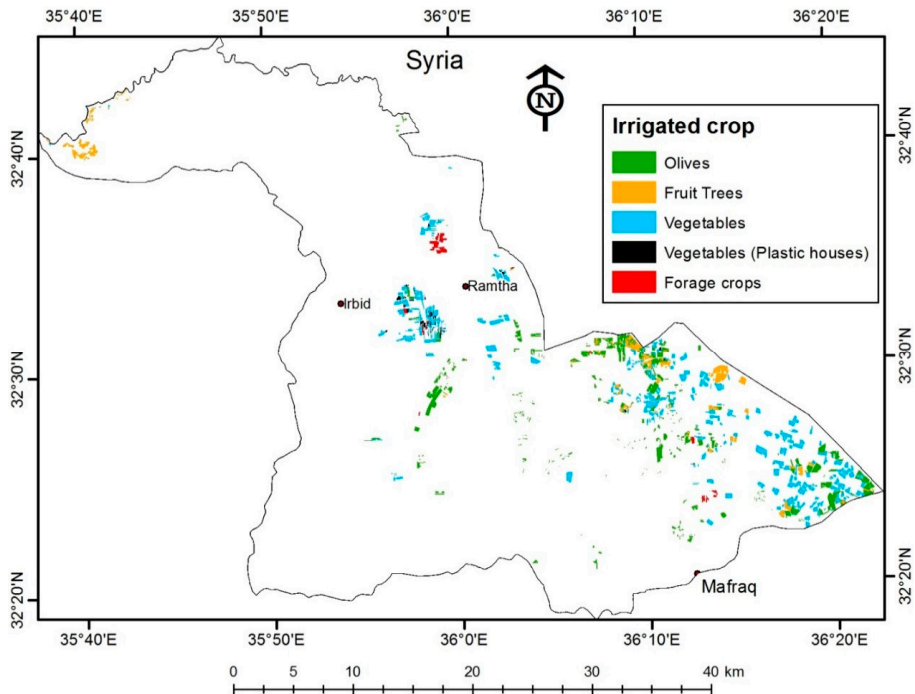 35°40'E 35°50'E 36°0'E 36°10'E 36°20'E
Syria
N
Irrigated crop
Olives
Fruit Trees
Vegetables
Vegetables (Plastic houses)
Forage crops
32°40'N
32°40'N
Ramtha
Irbid
32°30'N
32°30'N
32°20'N
Mafraq
32°20'N
35°40'E 35°50'E 36°0'E 36°10'E 36°20'E
0 5 10 20 30 40 km